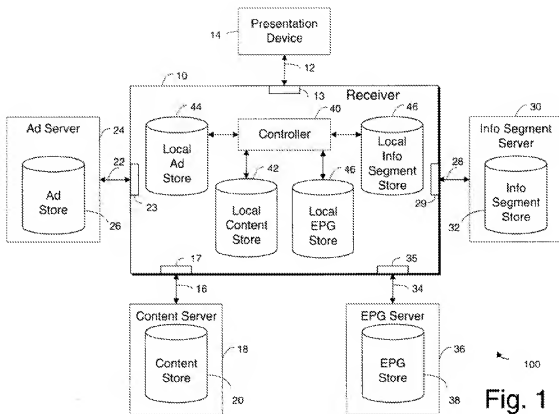 Presentation
Device
14
12
10
13
Receiver
44
40
46
Local
Ad
Store
Controller
Local
Info
Segment
Store
42
46
Local
Content
Store
Local
EPG
Store
Ad Server
24
22
23
Ad
Store
26
30
Info Segment
Server
28
29
Info
Segment
Store
32
17
16
35
34
Content Server
18
Content
Store
20
EPG Server
36
EPG
Store
38
100
Fig. 1